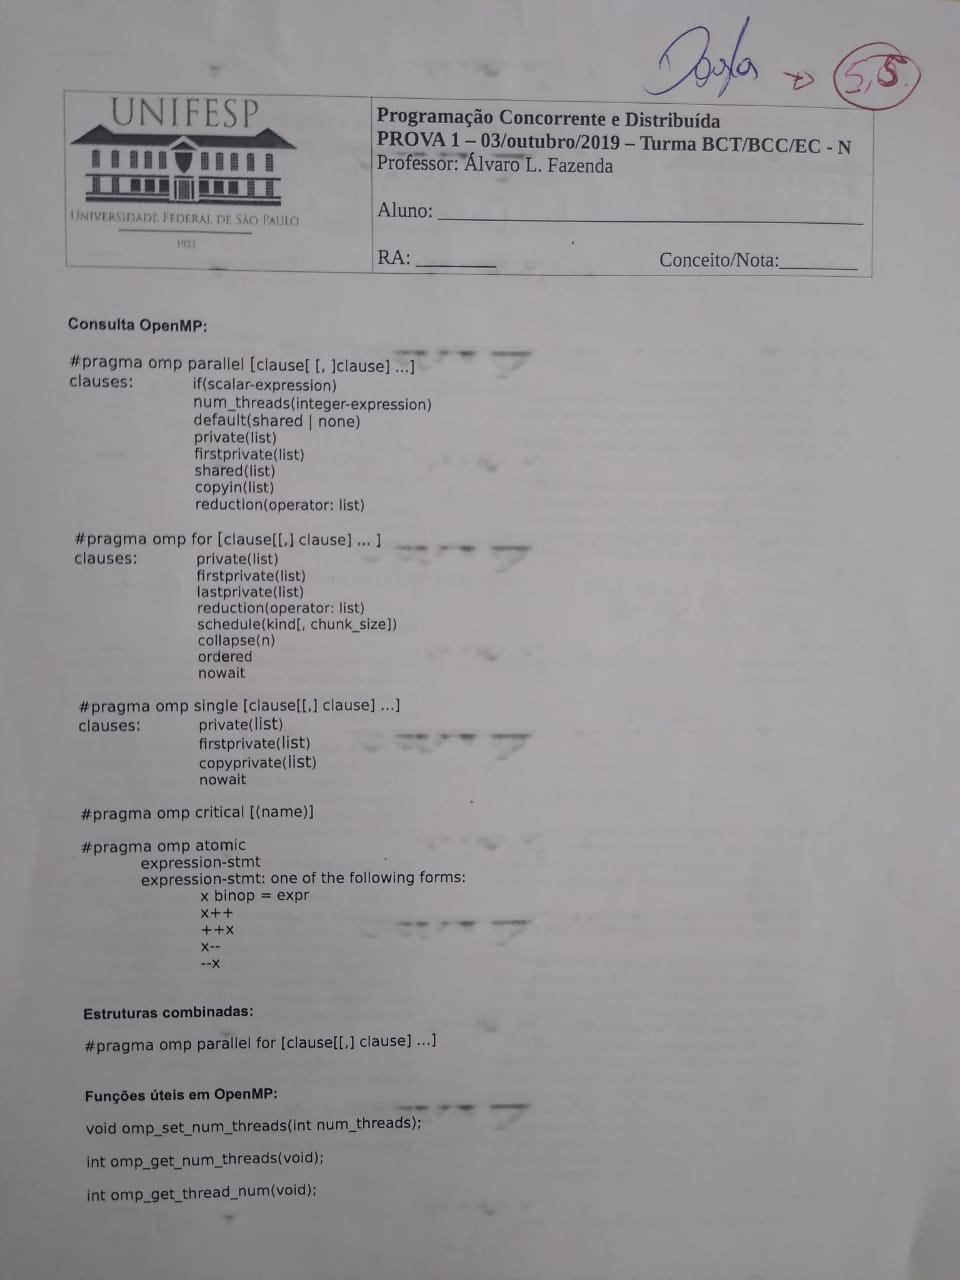 → 5,5
UNIFESP
UNIVERSIDADE FEDERAL DE SÃO PAULO
1933
Programação Concorrente e Distribuída
PROVA 1 – 03/outubro/2019 – Turma BCT/BCC/EC - N
Professor: Álvaro L. Fazenda
Aluno: ____________________
RA: ________ Conceito/Nota:________
Consulta OpenMP:
#pragma omp parallel [clause[ [, ]clause] ...]
clauses: if(scalar-expression)
num_threads(integer-expression)
default(shared | none)
private(list)
firstprivate(list)
shared(list)
copyin(list)
reduction(operator: list)
#pragma omp for [clause[[,] clause] ... ]
clauses: private(list)
firstprivate(list)
lastprivate(list)
reduction(operator: list)
schedule(kind[, chunk_size])
collapse(n)
ordered
nowait
#pragma omp single [clause[[,] clause] ...]
clauses: private(list)
firstprivate(list)
copyprivate(list)
nowait
#pragma omp critical [(name)]
#pragma omp atomic
expression-stmt
expression-stmt: one of the following forms:
x binop = expr
x++
++x
x--
--x
Estruturas combinadas:
#pragma omp parallel for [clause[[,] clause] ...]
Funções úteis em OpenMP:
void omp_set_num_threads(int num_threads);
int omp_get_num_threads(void);
int omp_get_thread_num(void);